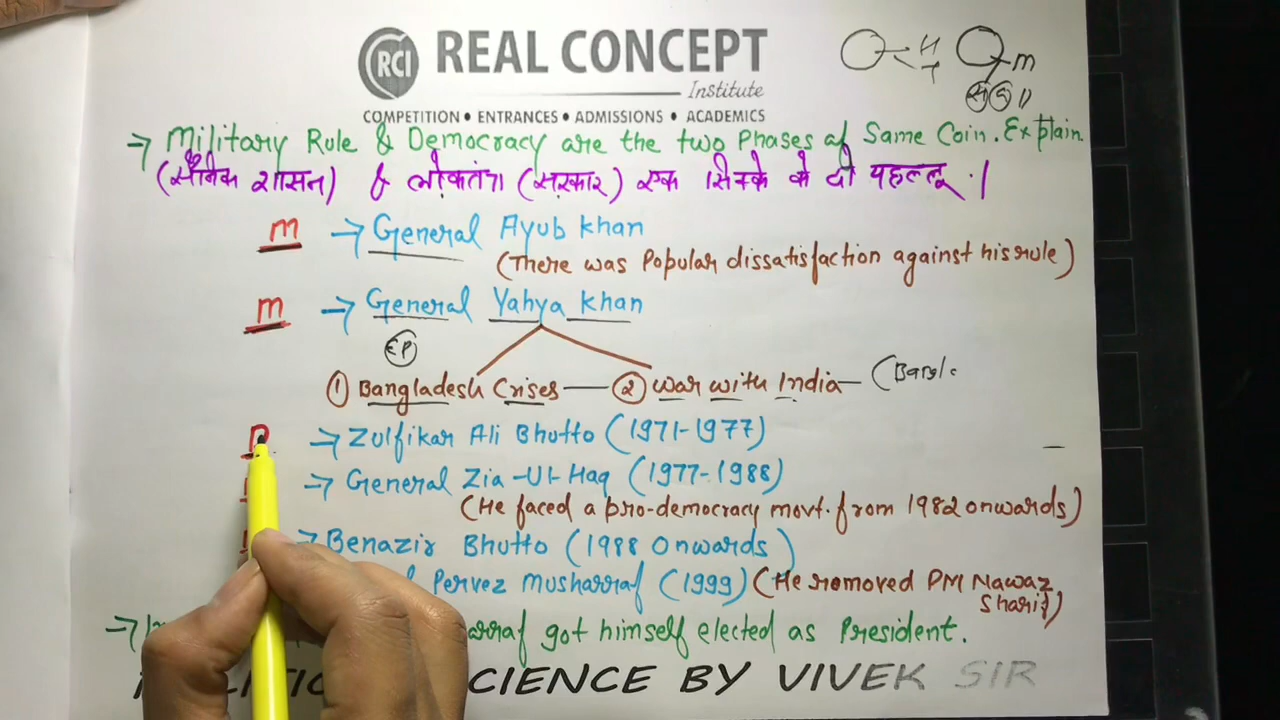 RCI REAL CONCEPT
Institute
COMPETITION • ENTRANCES • ADMISSIONS • ACADEMICS
H
T
m
→ Military Rule & Democracy are the two Phases of Same Coin. Explain
(सैनिक शासन) & लोकतंत्र (सरकार) एक सिक्के के दो पहलू.।
m → General Ayub Khan
(There was Popular dissatisfaction against his rule)
m → General Yahya Khan
EP
① Bangladesh Crises — ② War with India — (Bangl.
D → Zulfikar Ali Bhutto (1971-1977)
→ General Zia-Ul-Haq (1977-1988)
(He faced a pro-democracy movt. from 1982 onwards)
→ Benazir Bhutto (1988 Onwards)
Pervez Musharraf (1999) (He removed PM Nawaz
Sharif)
→ got himself elected as President.
BY VIVEK SIR